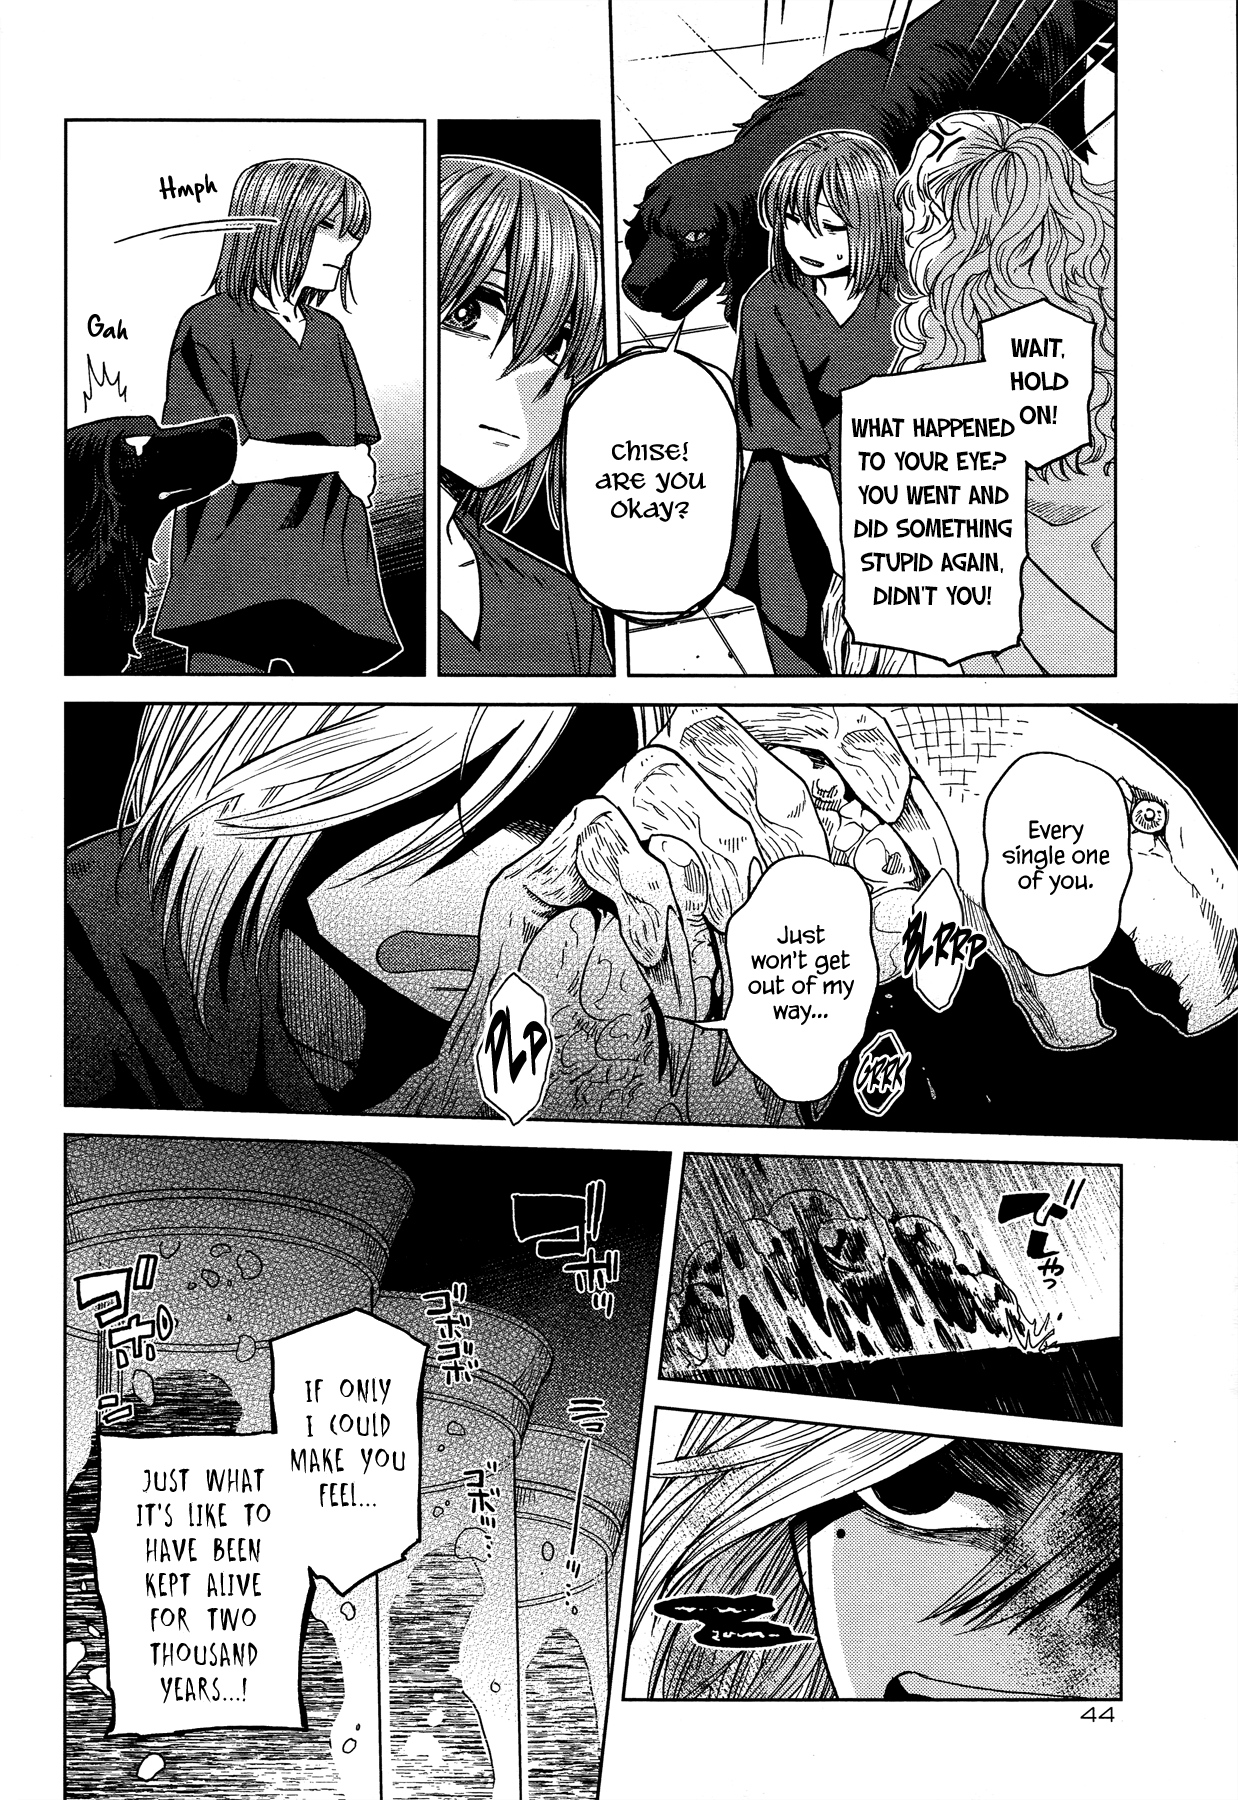 WAIT,
HOLD
ON!
WHAT HAPPENED
TO YOUR EYE?
YOU WENT AND
DID SOMETHING
STUPID AGAIN,
DIDN'T YOU!
CHISE!
ARE YOU
OKAY?
Hmph
Gah
Every
single one
of you.
BLRRP
Just
won't get
out of my
way...
GRRK
PLP
ゴボッ
ゴボゴボ
ゴボ
IF ONLY
I COULD
MAKE YOU
FEEL...
JUST WHAT
IT'S LIKE TO
HAVE BEEN
KEPT ALIVE
FOR TWO
THOUSAND
YEARS...!
44